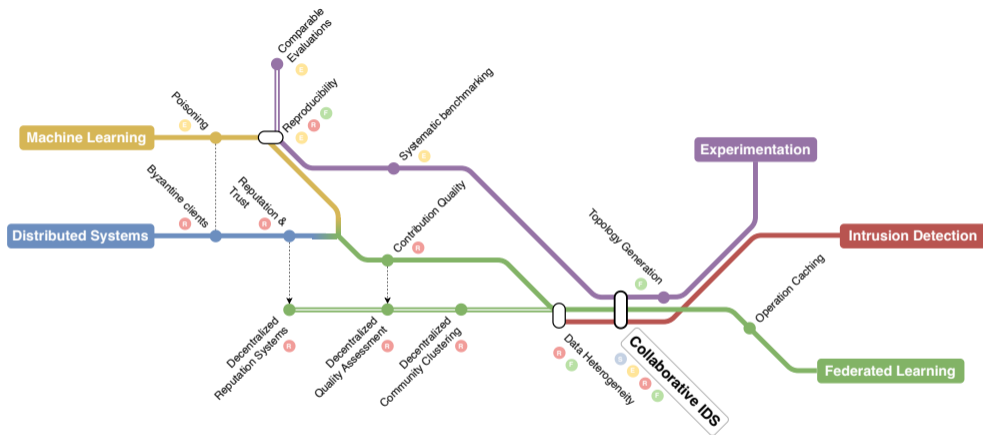 Comparable
Evaluations
E
Reproducibility
E
R
F
Poisoning
E
Machine Learning
Systematic benchmarking
E
Experimentation
Byzantine clients
R
Reputation &
Trust
R
Distributed Systems
Contribution Quality
R
Topology Generation
F
Intrusion Detection
Operation Caching
Decentralized
Reputation Systems
R
Decentralized
Quality Assessment
R
Decentralized
Community Clustering
R
Data Heterogeneity
R
F
Collaborative IDS
E
R
F
Federated Learning